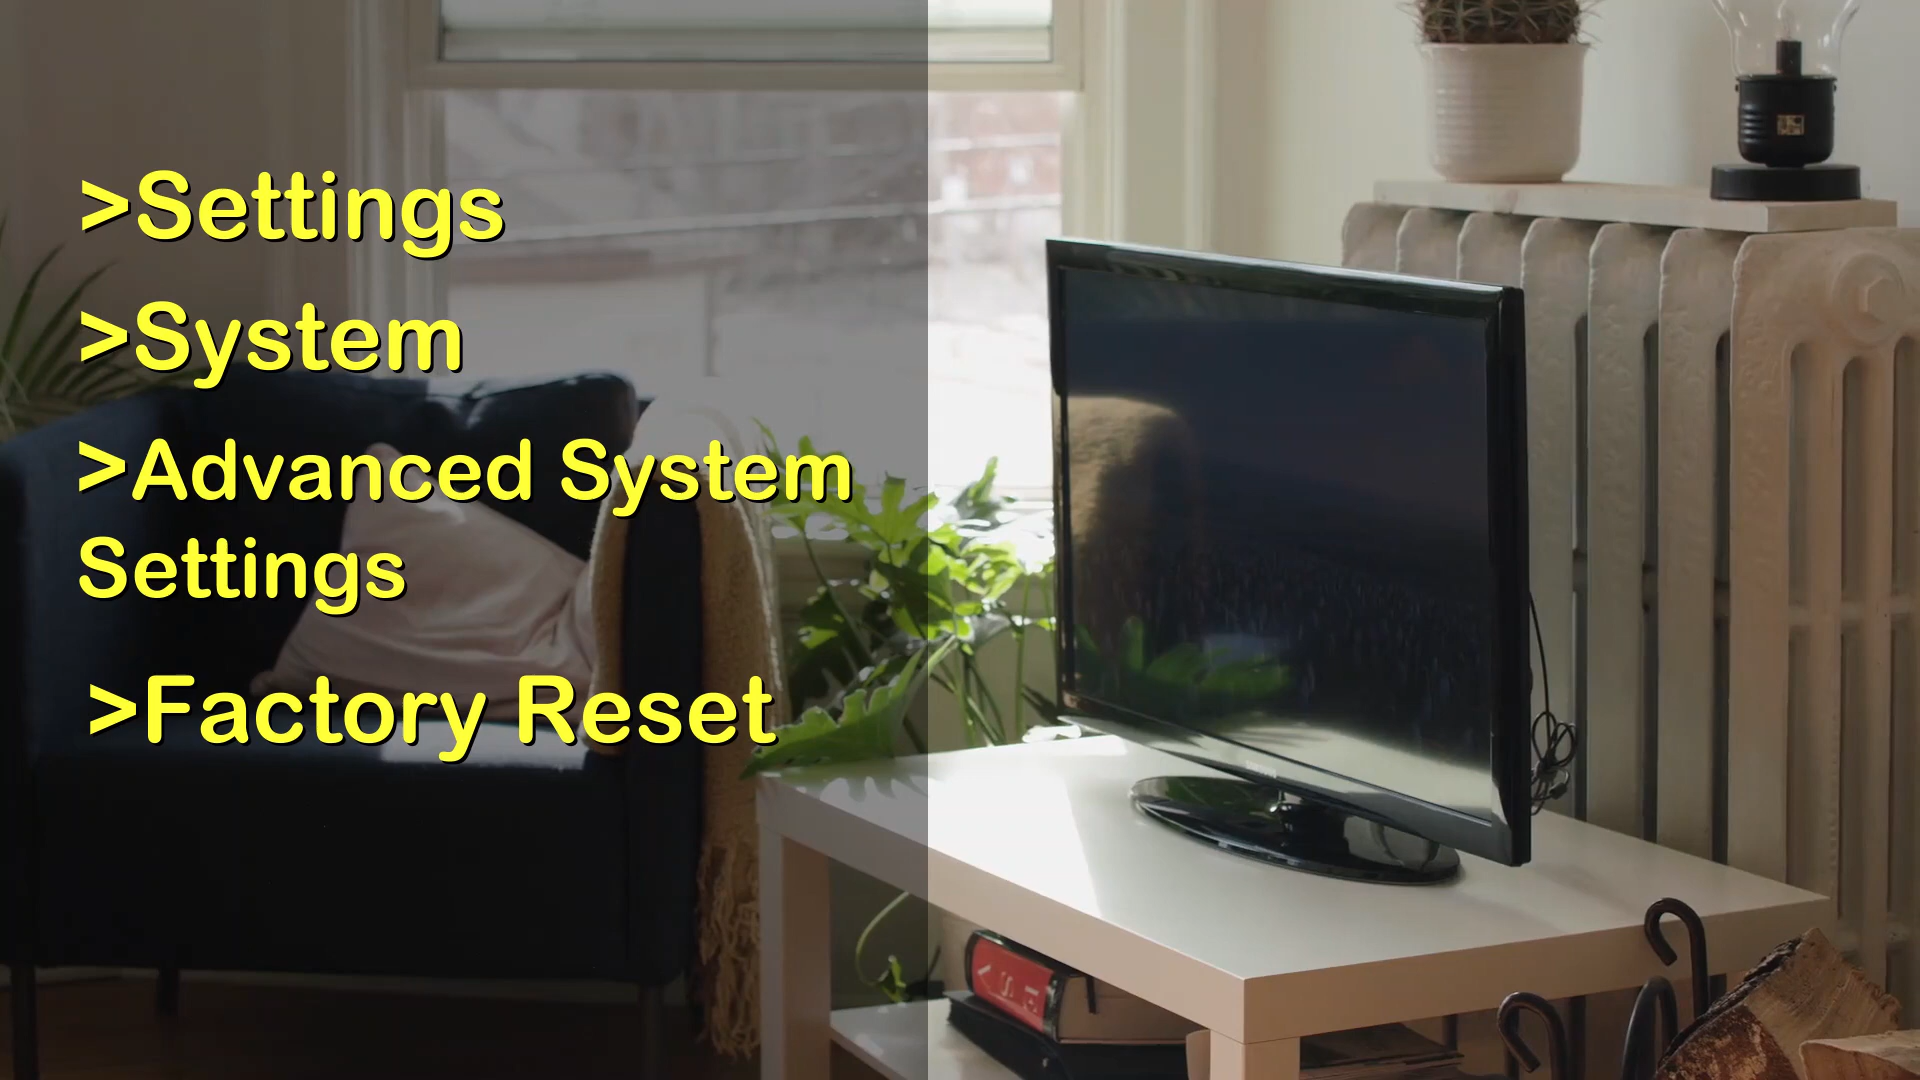 >Settings
>System
>Advanced System
Settings
>Factory Reset